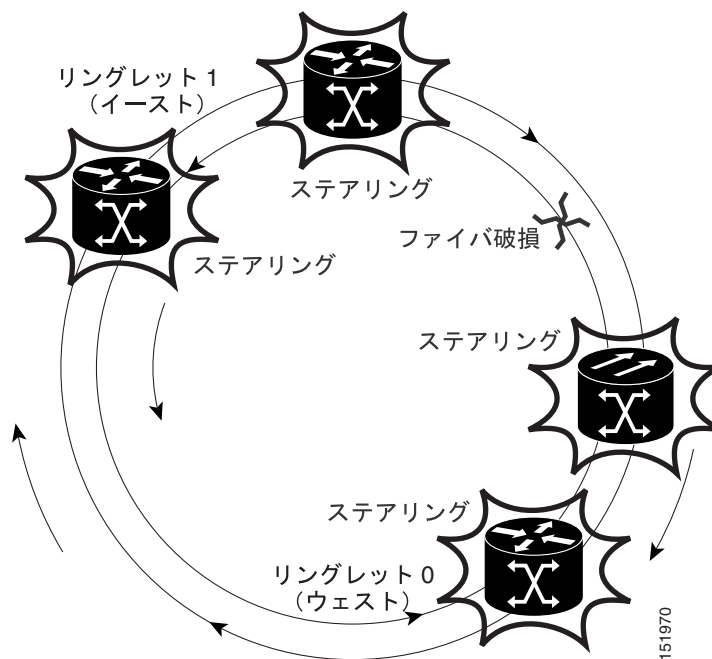 リングレット 1
（イースト）
ステアリング
ステアリング
ファイバ破損
ステアリング
ステアリング
リングレット 0
（ウェスト）
151970